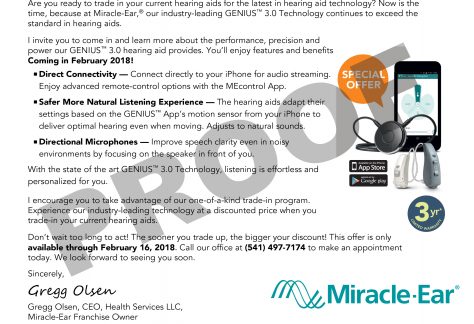 Are you ready to trade in your current hearing aids for the latest in hearing aid technology? Now is the
time, because at Miracle-Ear,® our industry-leading GENIUS™ 3.0 Technology continues to exceed the
standard in hearing aids.
I invite you to come in and learn more about the performance, precision and
power our GENIUS™ 3.0 hearing aid provides. You'll enjoy features and benefits
Coming in February 2018!
■ Direct Connectivity — Connect directly to your iPhone for audio streaming.
Enjoy advanced remote-control options with the MEcontrol App.
■ Safer More Natural Listening Experience — The hearing aids adapt their
settings based on the GENIUS™ App's motion sensor from your iPhone to
deliver optimal hearing even when moving. Adjusts to natural sounds.
■ Directional Microphones — Improve speech clarity even in noisy
environments by focusing on the speaker in front of you.
With the state of the art GENIUS™ 3.0 Technology, listening is effortless and
personalized for you.
I encourage you to take advantage of our one-of-a-kind trade-in program.
Experience our industry-leading technology at a discounted price when you
trade-in your current hearing aids.
Don't wait too long to act! The sooner you trade up, the bigger your discount! This offer is only
available through February 16, 2018. Call our office at (541) 497-7174 to make an appointment
today. We look forward to seeing you soon.
Sincerely,
Gregg Olsen
Gregg Olsen, CEO, Health Services LLC,
Miracle-Ear Franchise Owner
PROOF
SPECIAL
OFFER
App Store
Google play
3 yr
Miracle-Ear®